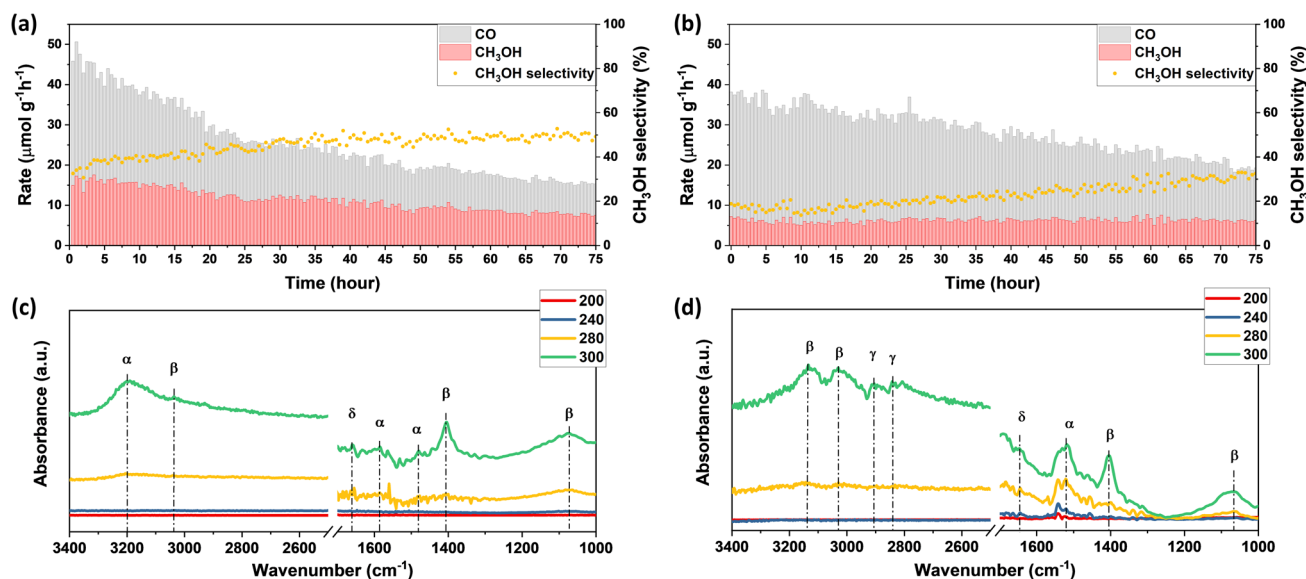 (a)
CO
CH₃OH
CH₃OH selectivity
Rate (μmol g⁻¹h⁻¹)
50
40
30
20
10
0
100
80
60
40
20
0
CH₃OH selectivity (%)
0 5 10 15 20 25 30 35 40 45 50 55 60 65 70 75
Time (hour)
(b)
CO
CH₃OH
CH₃OH selectivity
Rate (μmol g⁻¹h⁻¹)
50
40
30
20
10
0
100
80
60
40
20
0
CH₃OH selectivity (%)
0 5 10 15 20 25 30 35 40 45 50 55 60 65 70 75
Time (hour)
(c)
200
240
280
300
Absorbance (a.u.)
α β δ α α β β
3400 3200 3000 2800 2600 1600 1400 1200 1000
Wavenumber (cm⁻¹)
(d)
200
240
280
300
Absorbance (a.u.)
β β γ γ δ α β β
3400 3200 3000 2800 2600 1600 1400 1200 1000
Wavenumber (cm⁻¹)